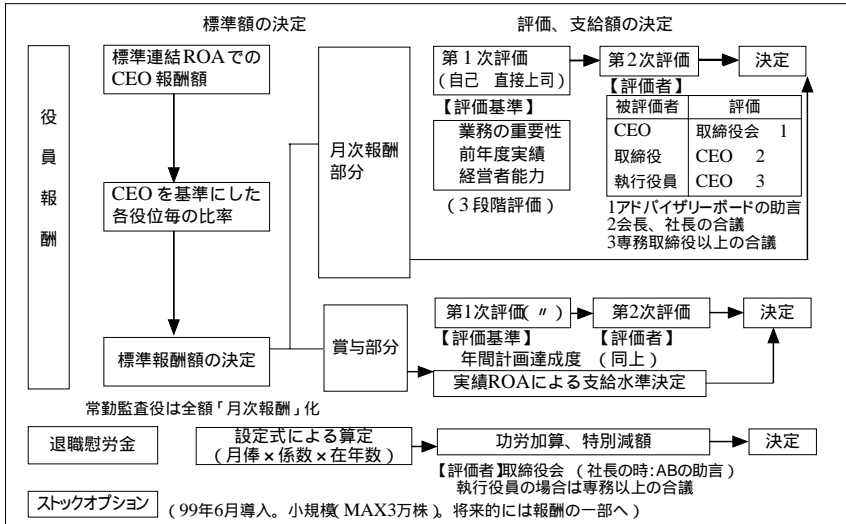 標準額の決定
評価、支給額の決定
役員報酬
標準連結ROAでの
CEO 報酬額
CEO を基準にした
各役位毎の比率
標準報酬額の決定
月次報酬
部分
第1次評価
(自己 直接上司)
【評価基準】
業務の重要性
前年度実績
経営者能力
(3段階評価)
第2次評価
【評価者】
被評価者 評価
CEO 取締役会 1
取締役 CEO 2
執行役員 CEO 3
1アドバイザリーボードの助言
2会長、社長の合議
3専務取締役以上の合議
決定
賞与部分
第1次評価(〃)
【評価基準】
年間計画達成度
第2次評価
【評価者】
(同上)
決定
実績ROAによる支給水準決定
常勤監査役は全額「月次報酬」化
退職慰労金
設定式による算定
(月俸×係数×在年数)
功労加算、特別減額
決定
【評価者】取締役会 (社長の時:ABの助言)
執行役員の場合は専務以上の合議
ストックオプション
(99年6月導入。小規模(MAX3万株)。将来的には報酬の一部へ)